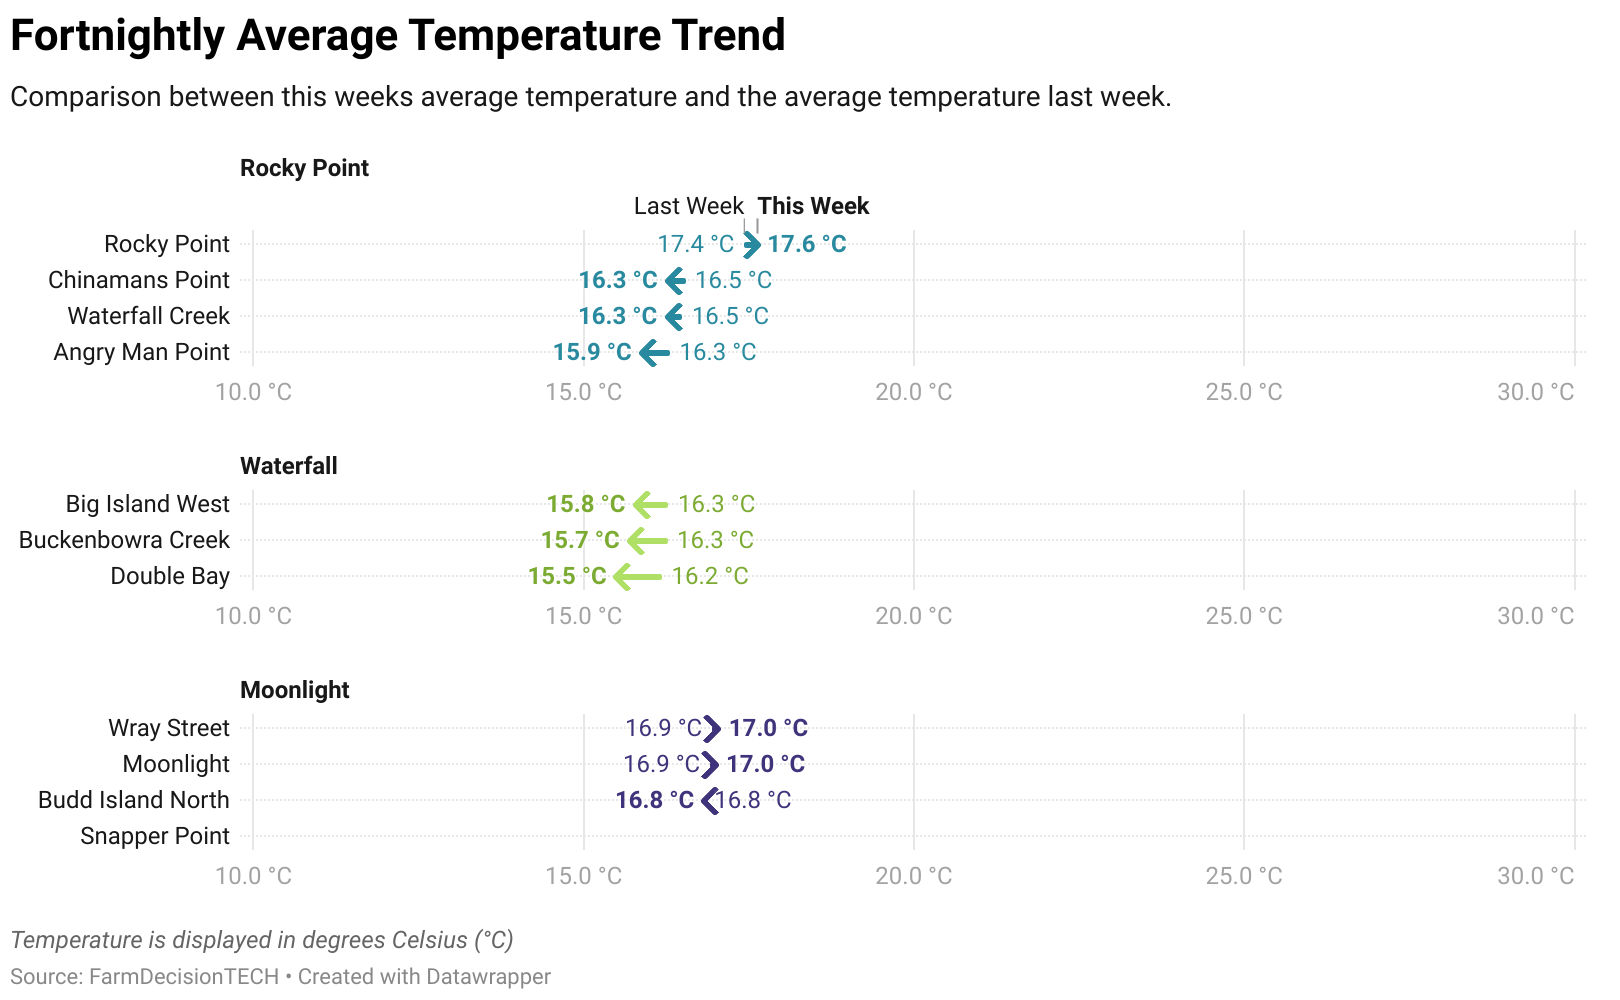 Fortnightly Average Temperature Trend
Comparison between this weeks average temperature and the average temperature last week.
Rocky Point
Last Week This Week
Rocky Point 17.4 °C 17.6 °C
Chinamans Point 16.3 °C 16.5 °C
Waterfall Creek 16.3 °C 16.5 °C
Angry Man Point 15.9 °C 16.3 °C
10.0 °C 15.0 °C 20.0 °C 25.0 °C 30.0 °C
Waterfall
Big Island West 15.8 °C 16.3 °C
Buckenbowra Creek 15.7 °C 16.3 °C
Double Bay 15.5 °C 16.2 °C
10.0 °C 15.0 °C 20.0 °C 25.0 °C 30.0 °C
Moonlight
Wray Street 16.9 °C 17.0 °C
Moonlight 16.9 °C 17.0 °C
Budd Island North 16.8 °C 16.8 °C
Snapper Point
10.0 °C 15.0 °C 20.0 °C 25.0 °C 30.0 °C
Temperature is displayed in degrees Celsius (°C)
Source: FarmDecisionTECH • Created with Datawrapper